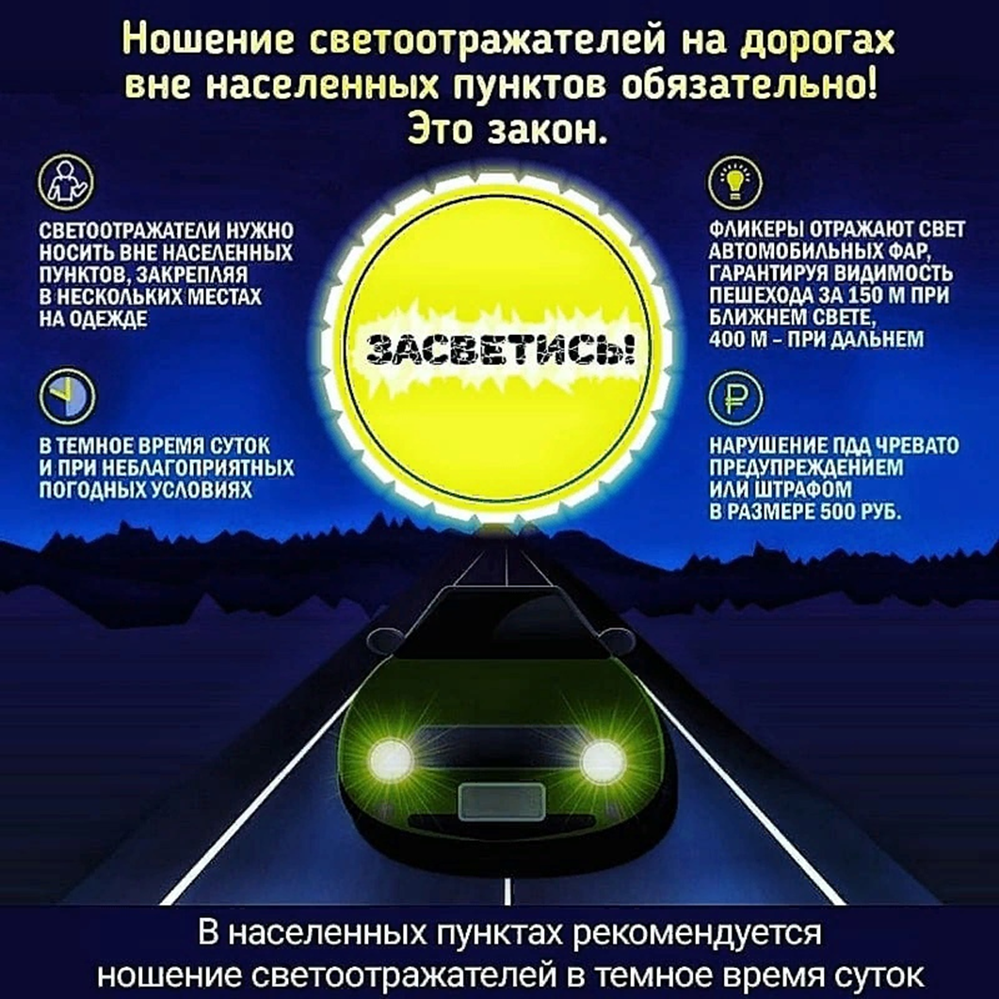 Ношение светоотражателей на дорогах
вне населенных пунктов обязательно!
Это закон.
СВЕТООТРАЖАТЕЛИ НУЖНО
НОСИТЬ ВНЕ НАСЕЛЕННЫХ
ПУНКТОВ, ЗАКРЕПЛЯЯ
В НЕСКОЛЬКИХ МЕСТАХ
НА ОДЕЖДЕ
В ТЕМНОЕ ВРЕМЯ СУТОК
И ПРИ НЕБЛАГОПРИЯТНЫХ
ПОГОДНЫХ УСЛОВИЯХ
ЗАСВЕТИСЬ!
ФЛИКЕРЫ ОТРАЖАЮТ СВЕТ
АВТОМОБИЛЬНЫХ ФАР,
ГАРАНТИРУЯ ВИДИМОСТЬ
ПЕШЕХОДА ЗА 150 М ПРИ
БЛИЖНЕМ СВЕТЕ,
400 М – ПРИ ДАЛЬНЕМ
₽
НАРУШЕНИЕ ПДД ЧРЕВАТО
ПРЕДУПРЕЖДЕНИЕМ
ИЛИ ШТРАФОМ
В РАЗМЕРЕ 500 РУБ.
В населенных пунктах рекомендуется
ношение светоотражателей в темное время суток